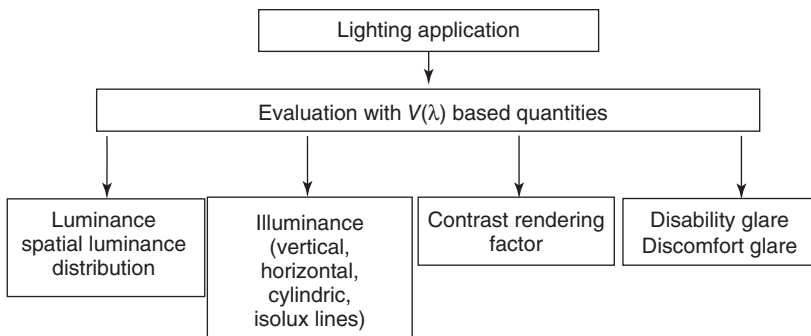 Lighting application
Evaluation with V(λ) based quantities
Luminance
spatial luminance
distribution
Illuminance
(vertical,
horizontal,
cylindric,
isolux lines)
Contrast rendering
factor
Disability glare
Discomfort glare